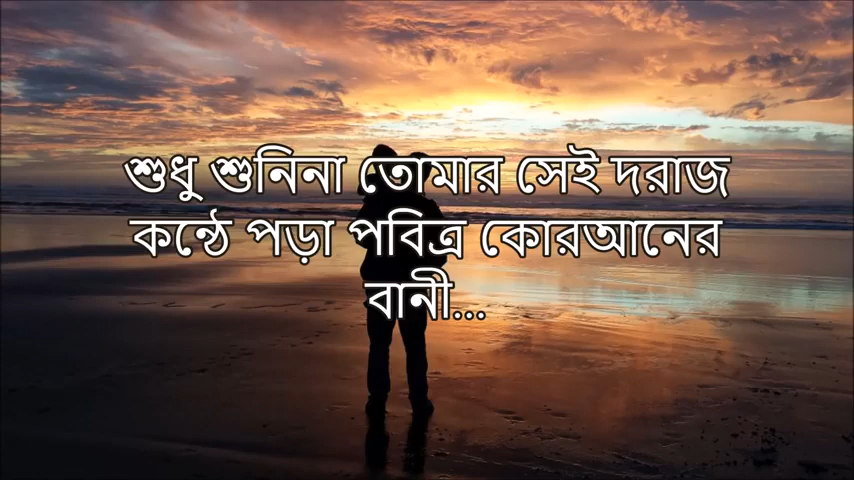 শুধু শুনিনা তোমার সেই দরাজ
কন্ঠে পড়া পবিত্র কোরআনের
বানী...